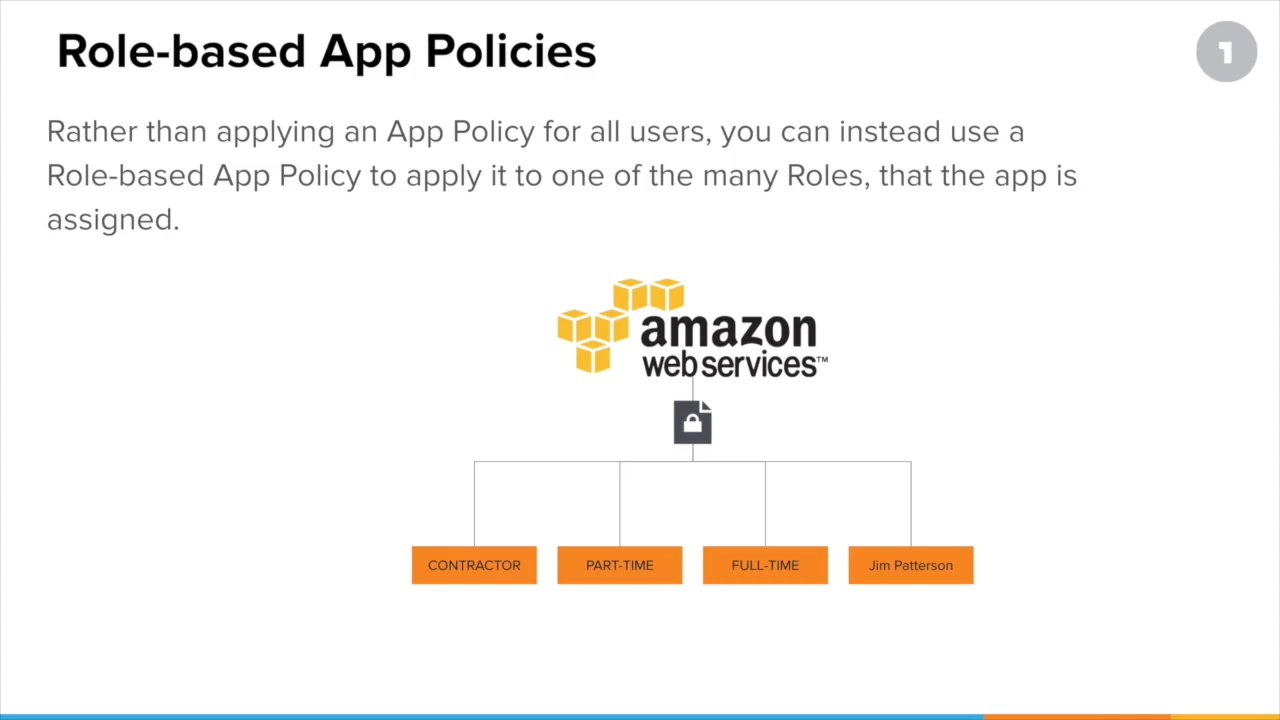 Role-based App Policies
1
Rather than applying an App Policy for all users, you can instead use a
Role-based App Policy to apply it to one of the many Roles, that the app is
assigned.
amazon
web services™
CONTRACTOR
PART-TIME
FULL-TIME
Jim Patterson